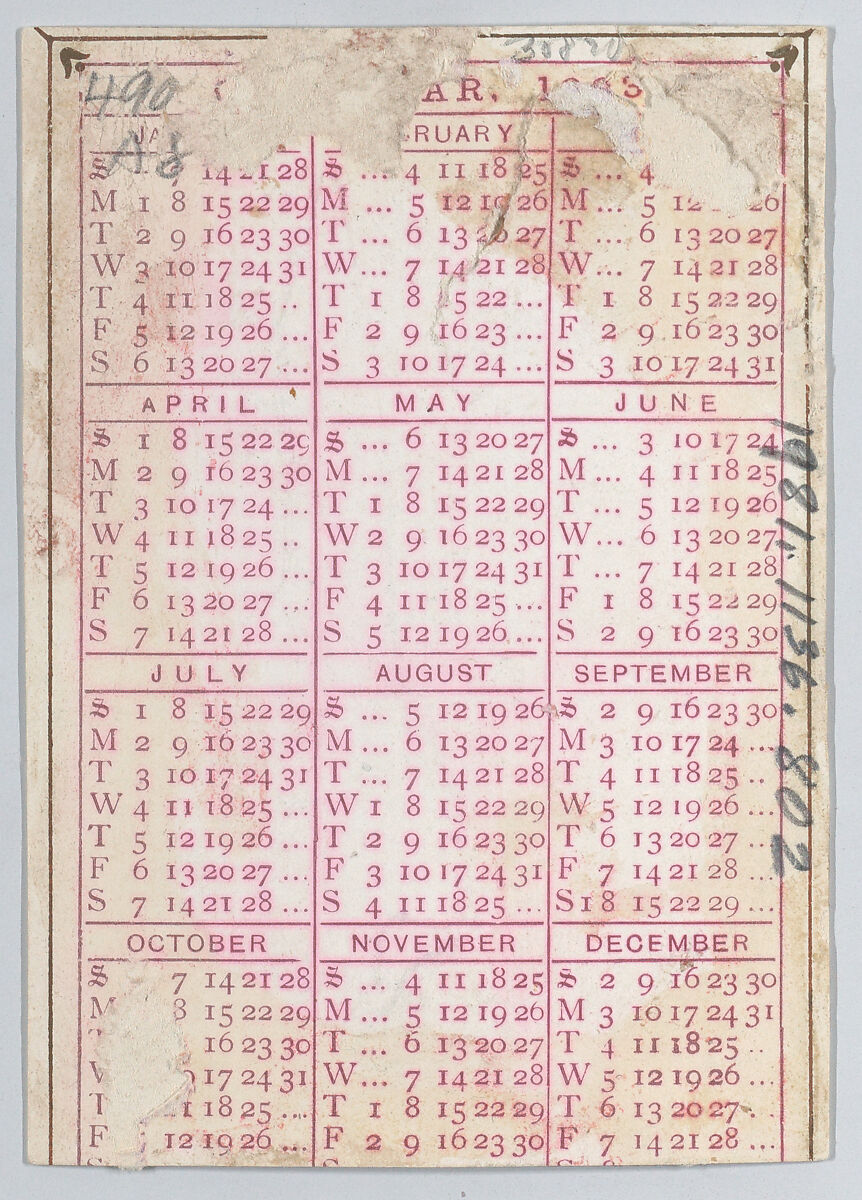 490
AR,
JA
S 7 14 21 28
M 1 8 15 22 29
T 2 9 16 23 30
W 3 10 17 24 31
T 4 11 18 25 ..
F 5 12 19 26 ...
S 6 13 20 27 ...
RUARY
S ... 4 11 18 25
M ... 5 12 19 26
T ... 6 13 20 27
W ... 7 14 21 28
T 1 8 15 22 ...
F 2 9 16 23 ...
S 3 10 17 24 ...
S ... 4
M ... 5 12 26
T ... 6 13 20 27
W ... 7 14 21 28
T 1 8 15 22 29
F 2 9 16 23 30
S 3 10 17 24 31
APRIL
S 1 8 15 22 29
M 2 9 16 23 30
T 3 10 17 24 ...
W 4 11 18 25 ..
T 5 12 19 26 ...
F 6 13 20 27 ...
S 7 14 21 28 ...
MAY
S ... 6 13 20 27
M ... 7 14 21 28
T 1 8 15 22 29
W 2 9 16 23 30
T 3 10 17 24 31
F 4 11 18 25 ...
S 5 12 19 26 ...
JUNE
S ... 3 10 17 24
M ... 4 11 18 25
T ... 5 12 19 26
W ... 6 13 20 27
T ... 7 14 21 28
F 1 8 15 22 29
S 2 9 16 23 30
JULY
S 1 8 15 22 29
M 2 9 16 23 30
T 3 10 17 24 31
W 4 11 18 25 ...
T 5 12 19 26 ...
F 6 13 20 27 ...
S 7 14 21 28 ...
AUGUST
S ... 5 12 19 26
M ... 6 13 20 27
T ... 7 14 21 28
W 1 8 15 22 29
T 2 9 16 23 30
F 3 10 17 24 31
S 4 11 18 25 ...
SEPTEMBER
S 2 9 16 23 30
M 3 10 17 24 ...
T 4 11 18 25 ..
W 5 12 19 26 ...
T 6 13 20 27 ...
F 7 14 21 28 ...
S 1 8 15 22 29 ...
OCTOBER
S 7 14 21 28
M 8 15 22 29
16 23 30
17 24 31
T 11 18 25 ...
F 12 19 26 ...
NOVEMBER
S ... 4 11 18 25
M ... 5 12 19 26
T ... 6 13 20 27
W ... 7 14 21 28
T 1 8 15 22 29
F 2 9 16 23 30
DECEMBER
S 2 9 16 23 30
M 3 10 17 24 31
T 4 11 18 25 ..
W 5 12 19 26 ...
T 6 13 20 27 ..
F 7 14 21 28 ...
1981.1136.802